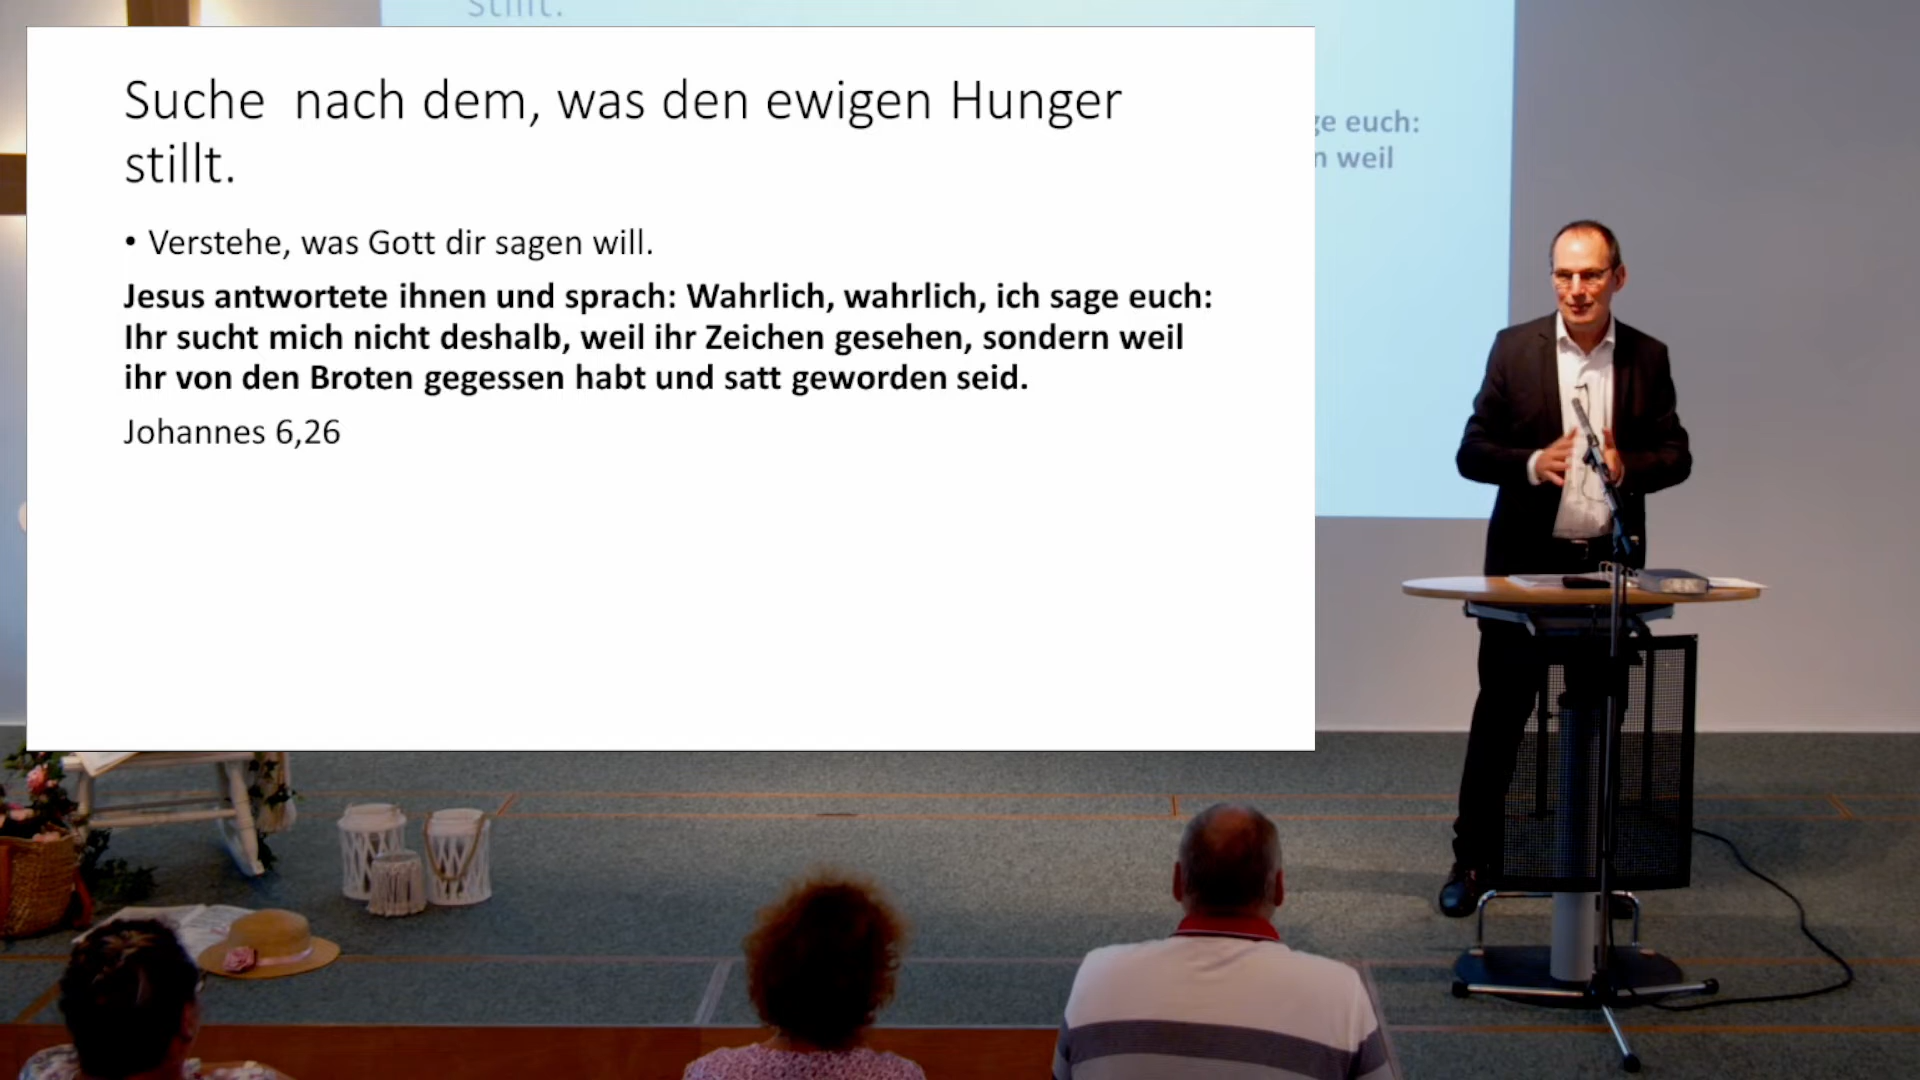 stillt.
Suche  nach dem, was den ewigen Hunger
stillt.
• Verstehe, was Gott dir sagen will.
Jesus antwortete ihnen und sprach: Wahrlich, wahrlich, ich sage euch:
Ihr sucht mich nicht deshalb, weil ihr Zeichen gesehen, sondern weil
ihr von den Broten gegessen habt und satt geworden seid.
Johannes 6,26
ge euch:
n weil